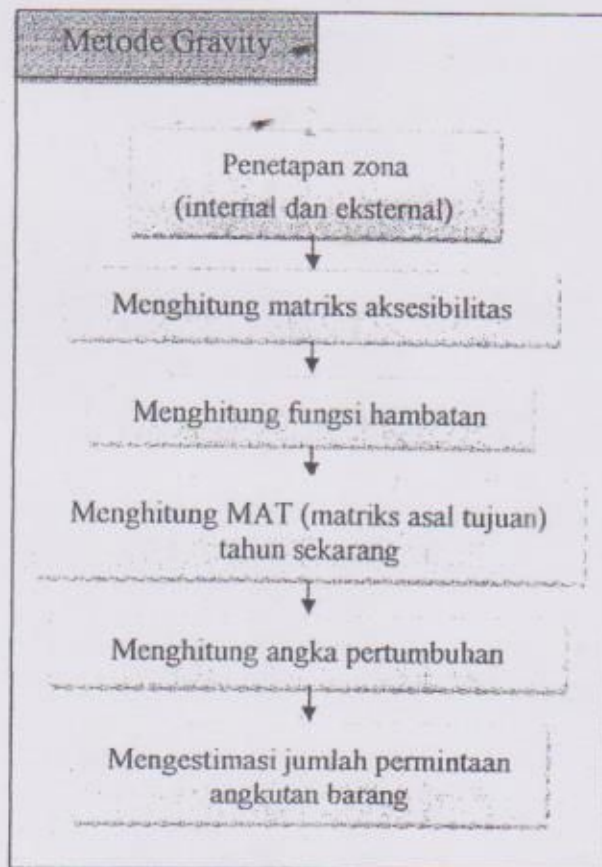 Metode Gravity
Penetapan zona
(internal dan eksternal)
Menghitung matriks aksesibilitas
Menghitung fungsi hambatan
Menghitung MAT (matriks asal tujuan)
tahun sekarang
Menghitung angka pertumbuhan
Mengestimasi jumlah permintaan
angkutan barang